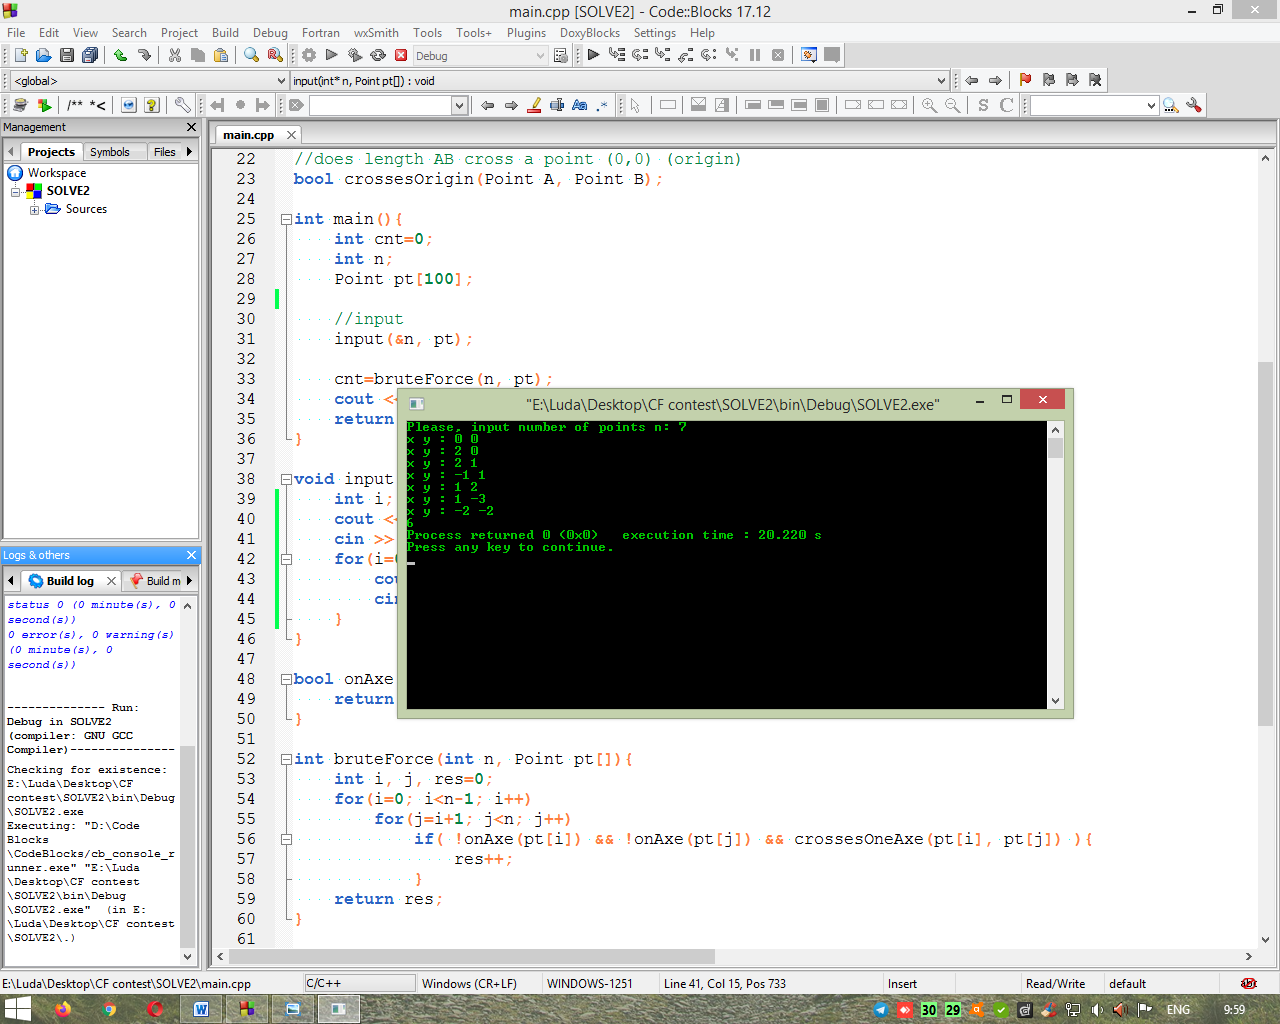 main.cpp [SOLVE2] - Code::Blocks 17.12
File Edit View Search Project Build Debug Fortran wxSmith Tools Tools+ Plugins DoxyBlocks Settings Help
Debug
<global> input(int* n, Point pt[]) : void
/** *<
Aa .*
S C
Management
main.cpp
Projects Symbols Files
Workspace
SOLVE2
Sources
22 //does length AB cross a point (0,0) (origin)
23 bool crossesOrigin(Point A, Point B);
24
25 int main(){
26 int cnt=0;
27 int n;
28 Point pt[100];
29
30 //input
31 input(&n, pt);
32
33 cnt=bruteForce(n, pt);
34 cout <
35 return
36 }
37
38 void input
39 int i;
40 cout <
41 cin >>
42 for(i=
43 cou
44 cin
45 }
46 }
47
48 bool onAxe
49 return
50 }
51
52 int bruteForce(int n, Point pt[]){
53 int i, j, res=0;
54 for(i=0; i<n-1; i++)
55 for(j=i+1; j<n; j++)
56 if( !onAxe(pt[i]) && !onAxe(pt[j]) && crossesOneAxe(pt[i], pt[j]) ){
57 res++;
58 }
59 return res;
60 }
61
"E:\Luda\Desktop\CF contest\SOLVE2\bin\Debug\SOLVE2.exe"
Please, input number of points n: 7
x y : 0 0
x y : 2 0
x y : 2 1
x y : -1 1
x y : 1 2
x y : 1 -3
x y : -2 -2
6
Process returned 0 (0x0) execution time : 20.220 s
Press any key to continue.
Logs & others
Build log Build m
status 0 (0 minute(s), 0
second(s))
0 error(s), 0 warning(s)
(0 minute(s), 0
second(s))
-------------- Run:
Debug in SOLVE2
(compiler: GNU GCC
Compiler)---------------
Checking for existence:
E:\Luda\Desktop\CF
contest\SOLVE2\bin\Debug
\SOLVE2.exe
Executing: "D:\Code
Blocks
\CodeBlocks/cb_console_r
unner.exe" "E:\Luda
\Desktop\CF contest
\SOLVE2\bin\Debug
\SOLVE2.exe" (in E:
\Luda\Desktop\CF contest
\SOLVE2\.)
E:\Luda\Desktop\CF contest\SOLVE2\main.cpp C/C++ Windows (CR+LF) WINDOWS-1251 Line 41, Col 15, Pos 733 Insert Read/Write default
30 29 ENG 9:59